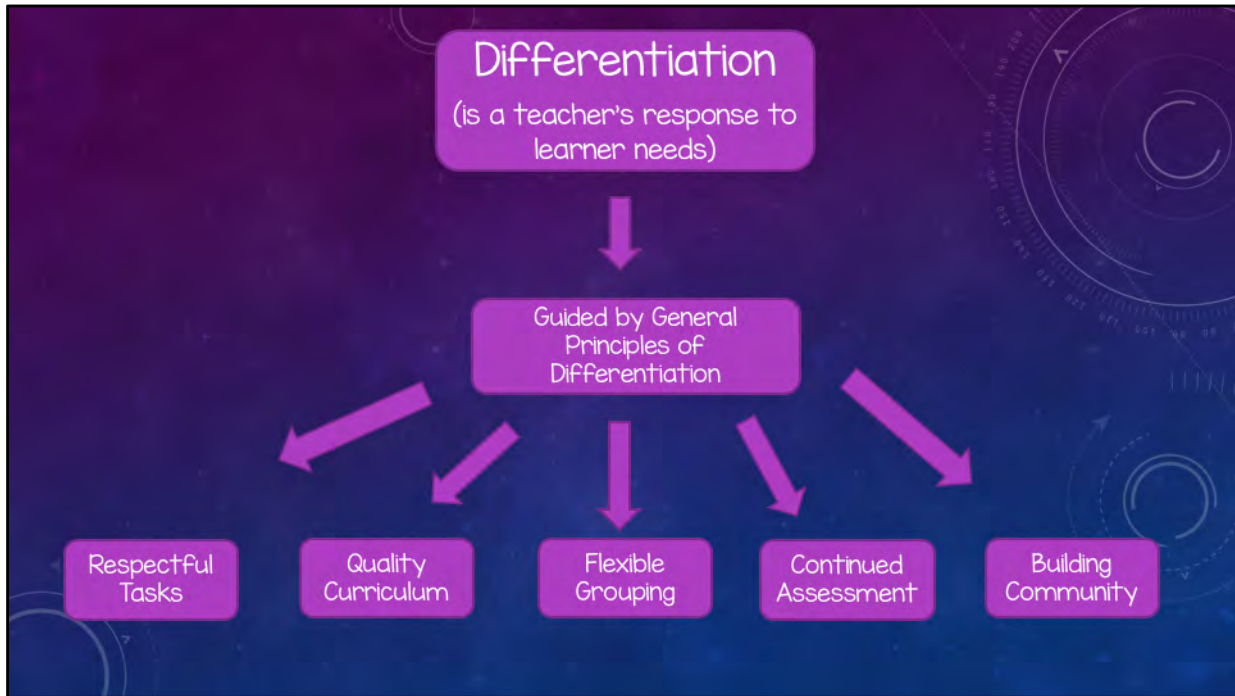 Differentiation
(is a teacher's response to
learner needs)
Guided by General
Principles of
Differentiation
Respectful
Tasks
Quality
Curriculum
Flexible
Grouping
Continued
Assessment
Building
Community